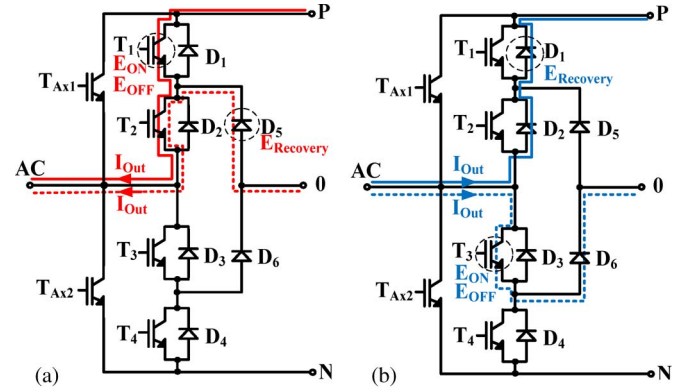 P
T1
EON
EOFF
D1
TAx1
T2
D2
D5
ERecovery
AC
IOut
0
IOut
T3
D3
D6
TAx2
T4
D4
N
(a)
P
T1
D1
ERecovery
TAx1
T2
D2
D5
AC
IOut
0
IOut
T3
EON
EOFF
D3
D6
TAx2
T4
D4
N
(b)